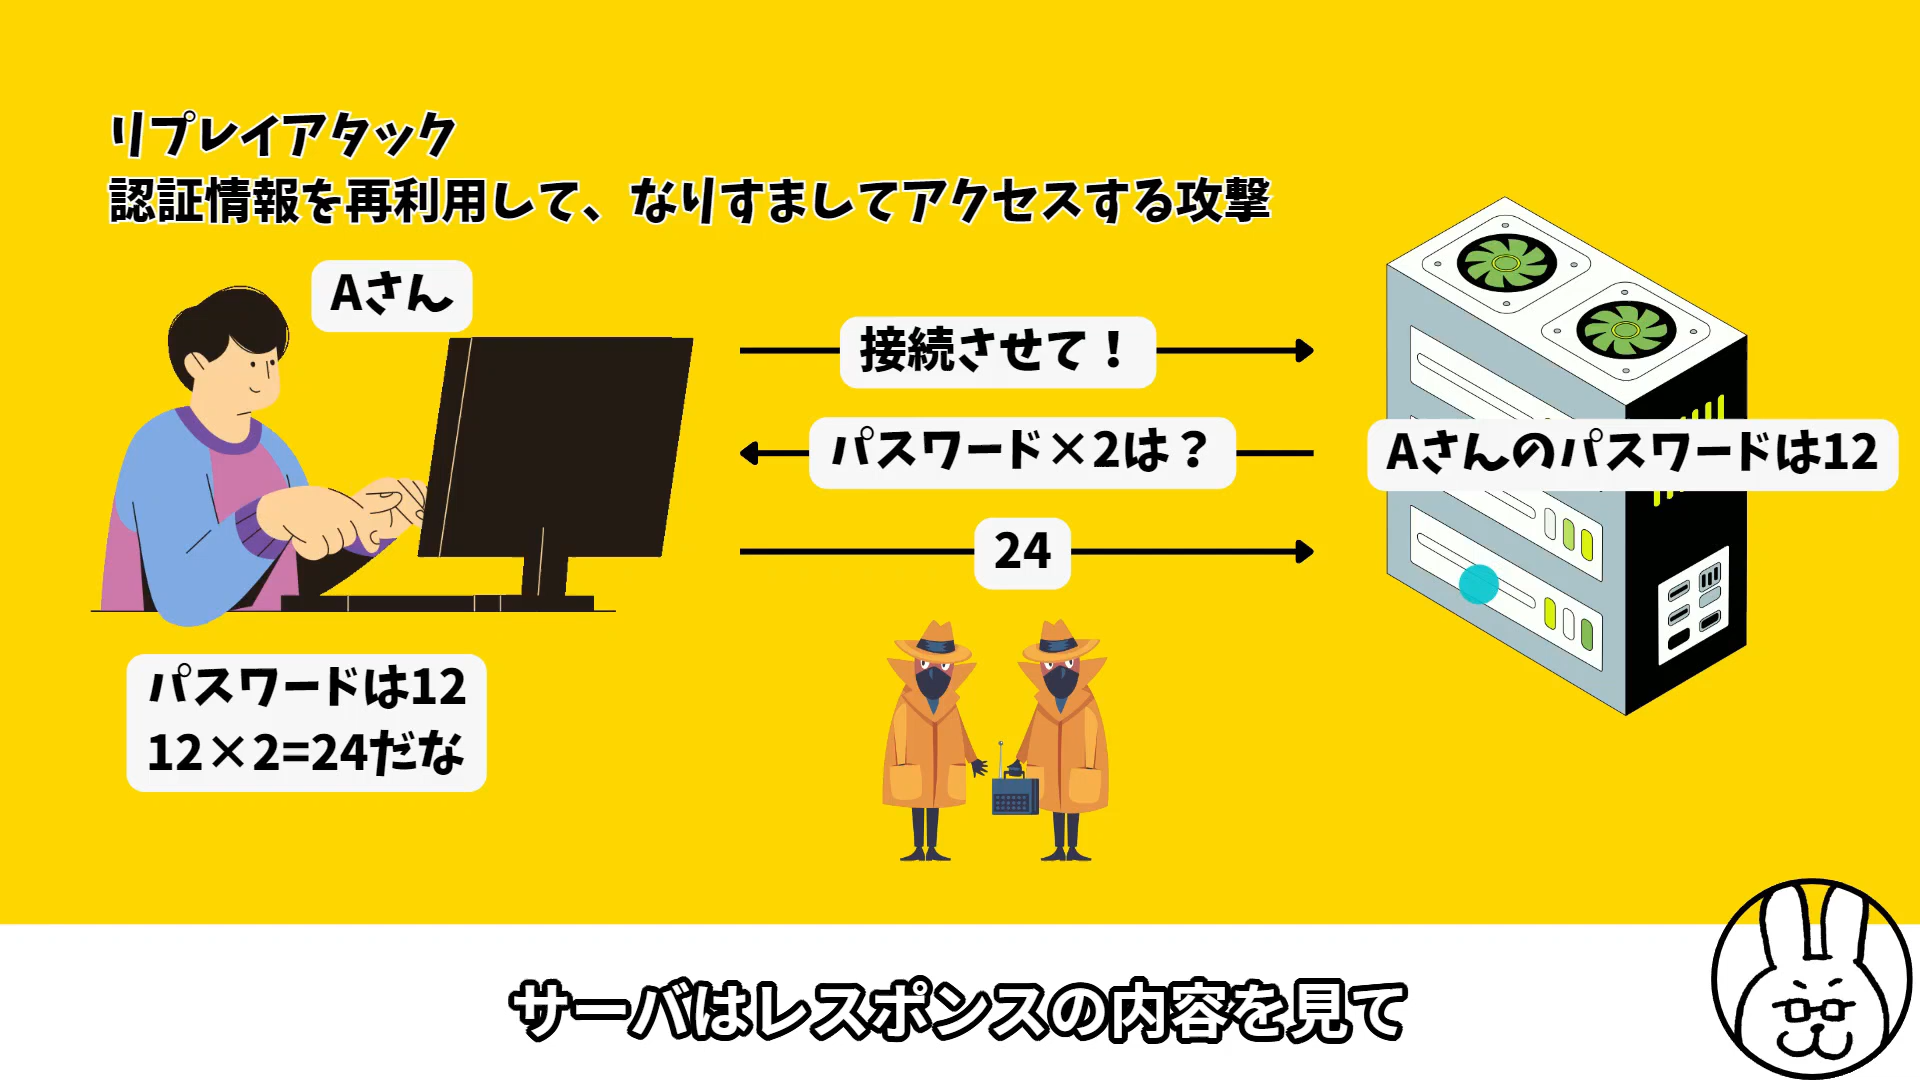 リプレイアタック
認証情報を再利用して、なりすましてアクセスする攻撃
Aさん
接続させて！
パスワード×2は？
Aさんのパスワードは12
24
パスワードは12
12×2=24だな
サーバはレスポンスの内容を見て